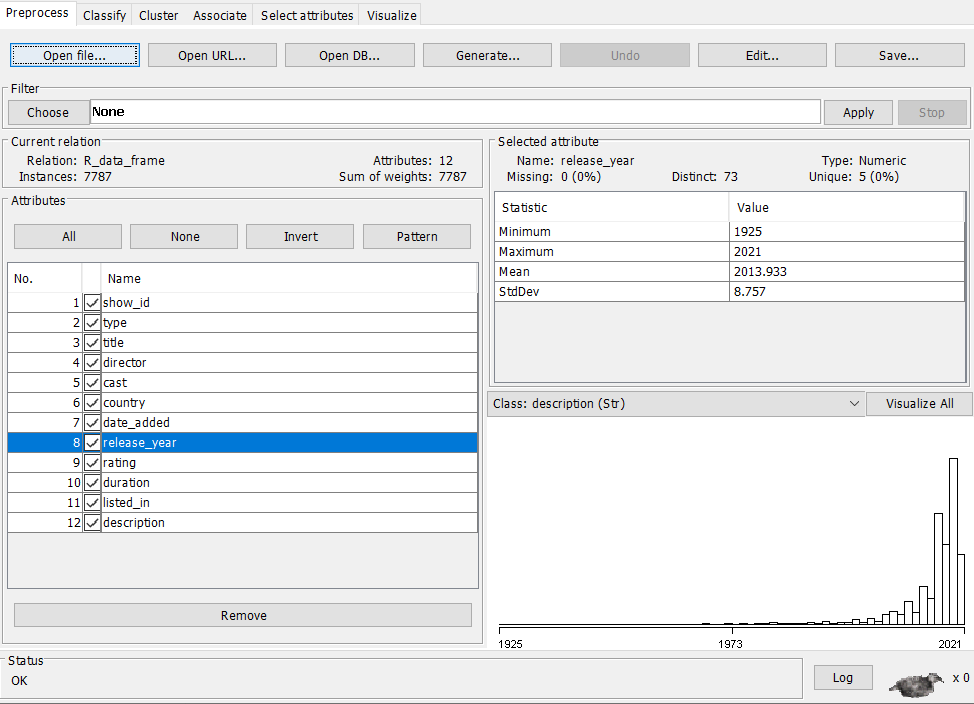 Preprocess Classify Cluster Associate Select attributes Visualize
Open file... Open URL... Open DB... Generate... Undo Edit... Save...
Filter
Choose None Apply Stop
Current relation
Relation: R_data_frame Attributes: 12
Instances: 7787 Sum of weights: 7787
Attributes
All None Invert Pattern
No. Name
1 show_id
2 type
3 title
4 director
5 cast
6 country
7 date_added
8 release_year
9 rating
10 duration
11 listed_in
12 description
Remove
Selected attribute
Name: release_year Type: Numeric
Missing: 0 (0%) Distinct: 73 Unique: 5 (0%)
Statistic Value
Minimum 1925
Maximum 2021
Mean 2013.933
StdDev 8.757
Class: description (Str) Visualize All
1925 1973 2021
Status
OK
Log x 0